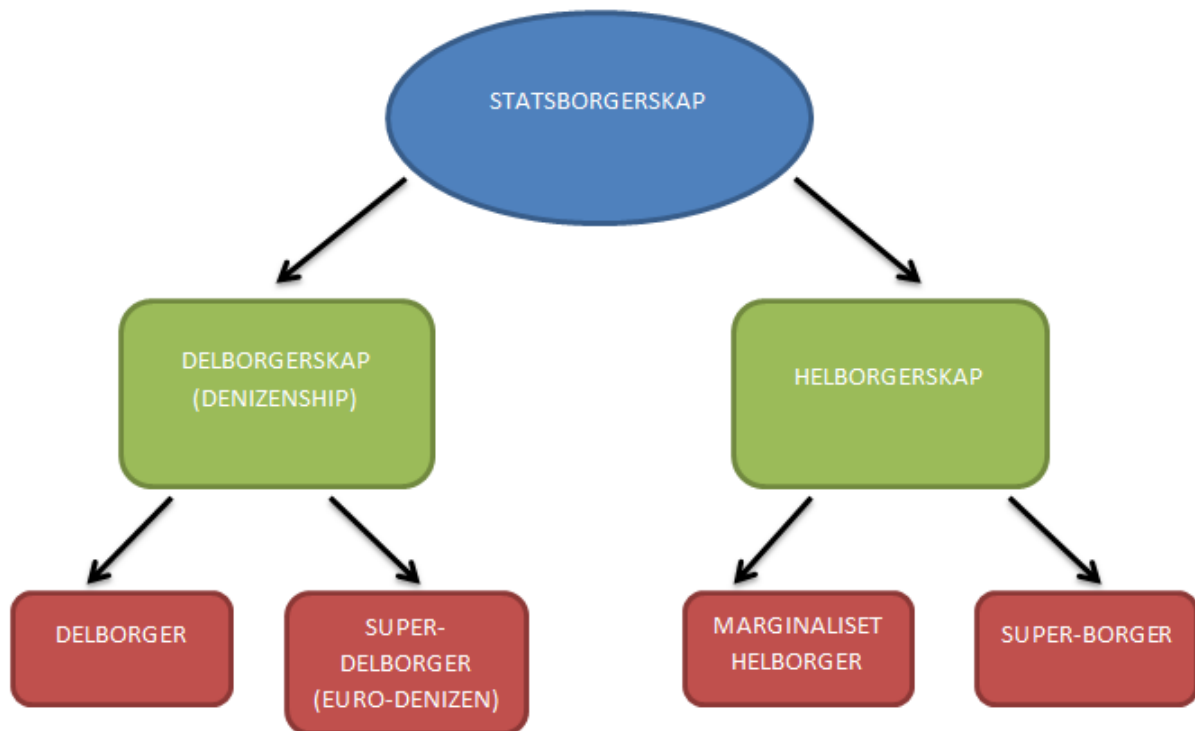 STATSBORGERSKAP
DELBORGERSKAP
(DENIZENSHIP)
HELBORGERSKAP
DELBORGER
SUPER-
DELBORGER
(EURO-DENIZEN)
MARGINALISET
HELBORGER
SUPER-BORGER